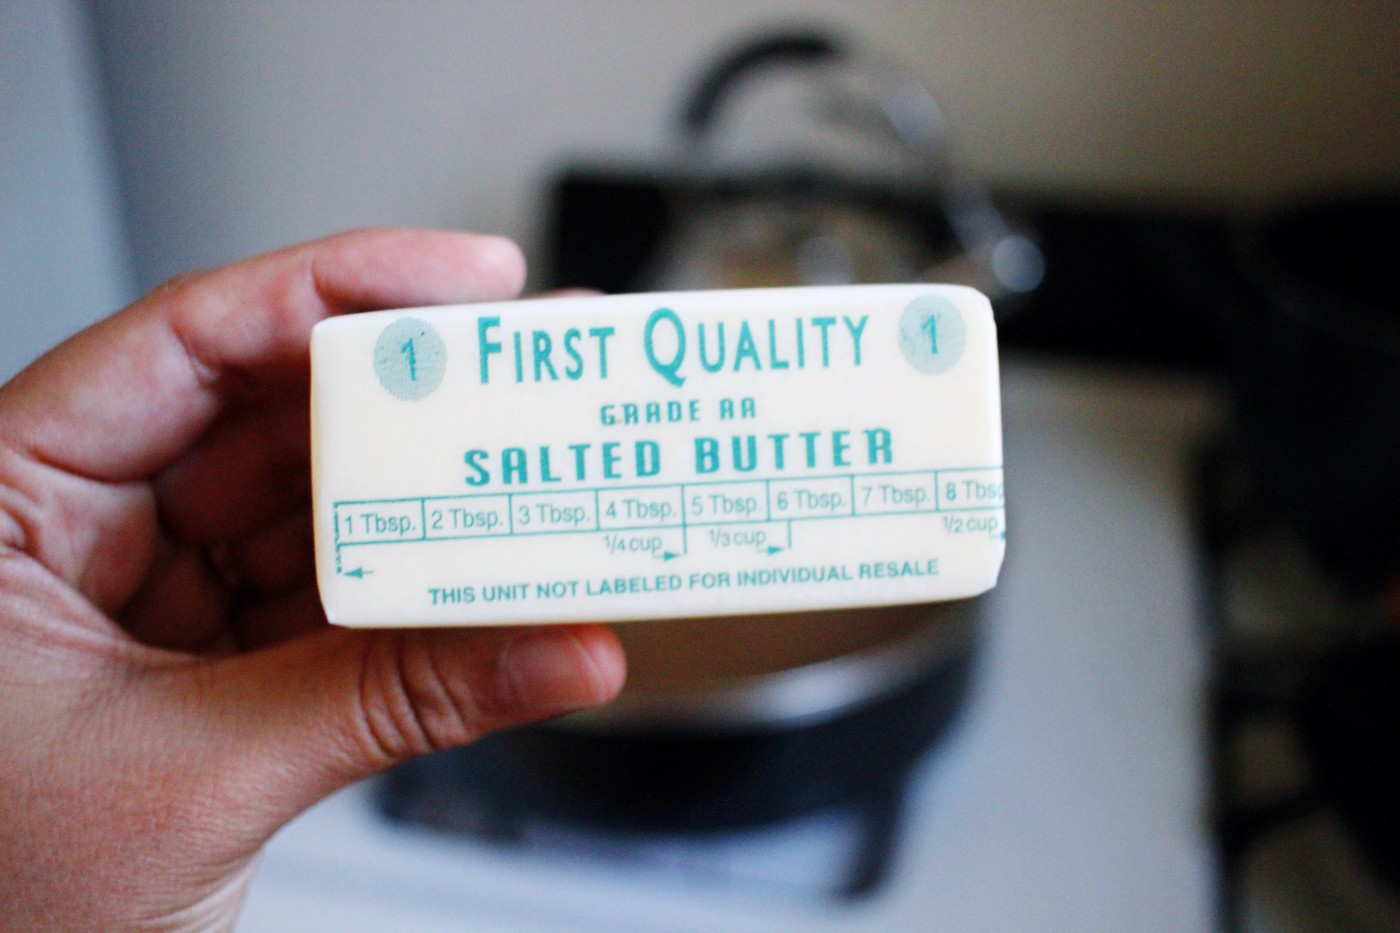 1 FIRST QUALITY 1
GRADE AA
SALTED BUTTER
1 Tbsp. 2 Tbsp. 3 Tbsp. 4 Tbsp. 5 Tbsp. 6 Tbsp. 7 Tbsp. 8 Tbsp
1/4 cup 1/3 cup 1/2 cup
THIS UNIT NOT LABELED FOR INDIVIDUAL RESALE